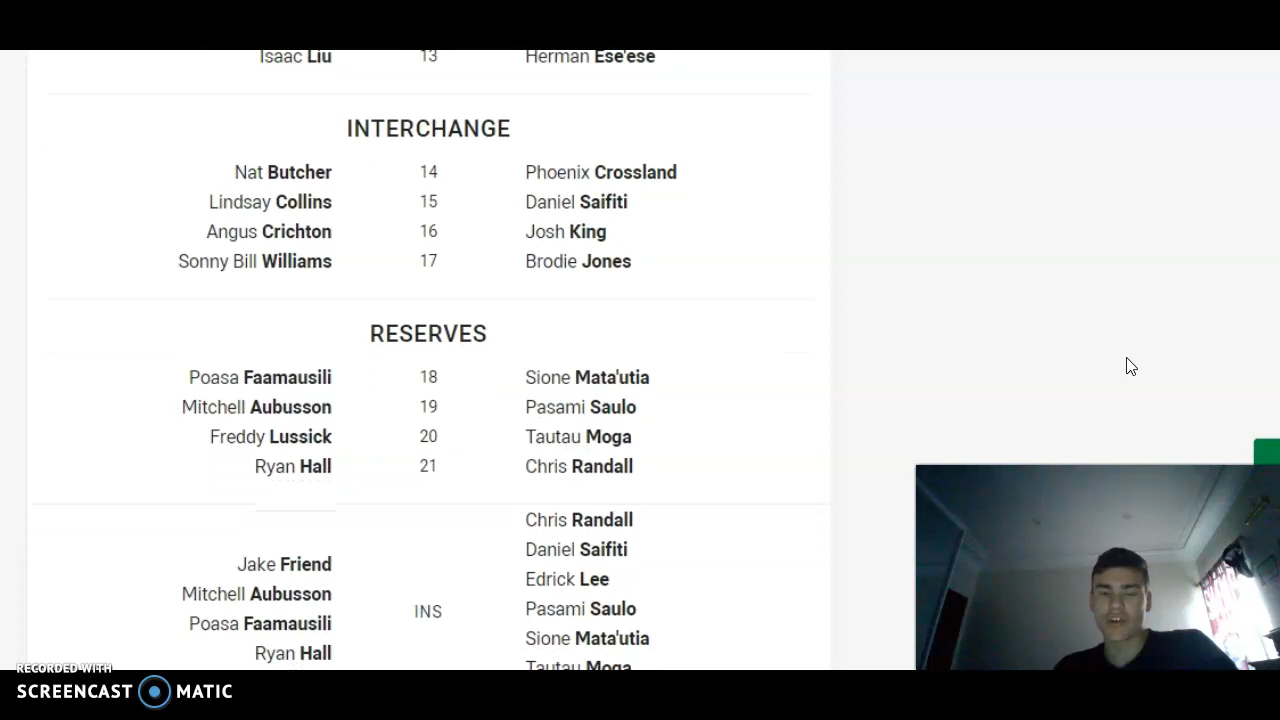 Isaac Liu 13 Herman Ese'ese
INTERCHANGE
Nat Butcher 14 Phoenix Crossland
Lindsay Collins 15 Daniel Saifiti
Angus Crichton 16 Josh King
Sonny Bill Williams 17 Brodie Jones
RESERVES
Poasa Faamausili 18 Sione Mata'utia
Mitchell Aubusson 19 Pasami Saulo
Freddy Lussick 20 Tautau Moga
Ryan Hall 21 Chris Randall
Chris Randall
Daniel Saifiti
Jake Friend
Edrick Lee
Mitchell Aubusson
INS
Pasami Saulo
Poasa Faamausili
Sione Mata'utia
Ryan Hall
Tautau Moga
RECORDED WITH
SCREENCAST MATIC